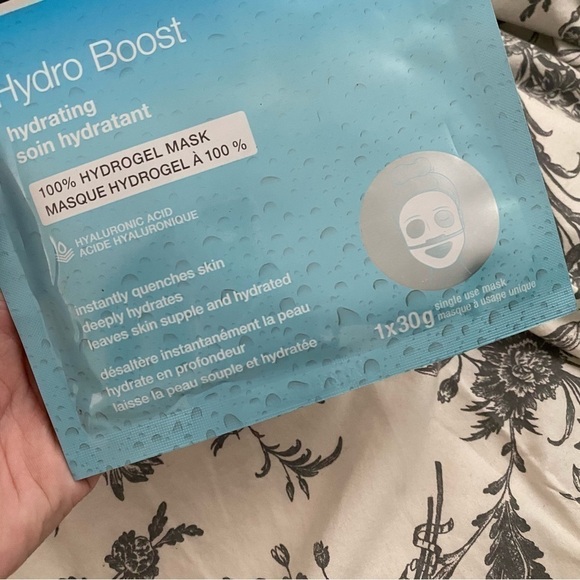 Hydro Boost
hydrating
soin hydratant
100% HYDROGEL MASK
MASQUE HYDROGEL À 100 %
HYALURONIC ACID
ACIDE HYALURONIQUE
instantly quenches skin
deeply hydrates
leaves skin supple and hydrated
désaltère instantanément la peau
hydrate en profondeur
laisse la peau souple et hydratée
1x30g
single use mask
masque à usage unique